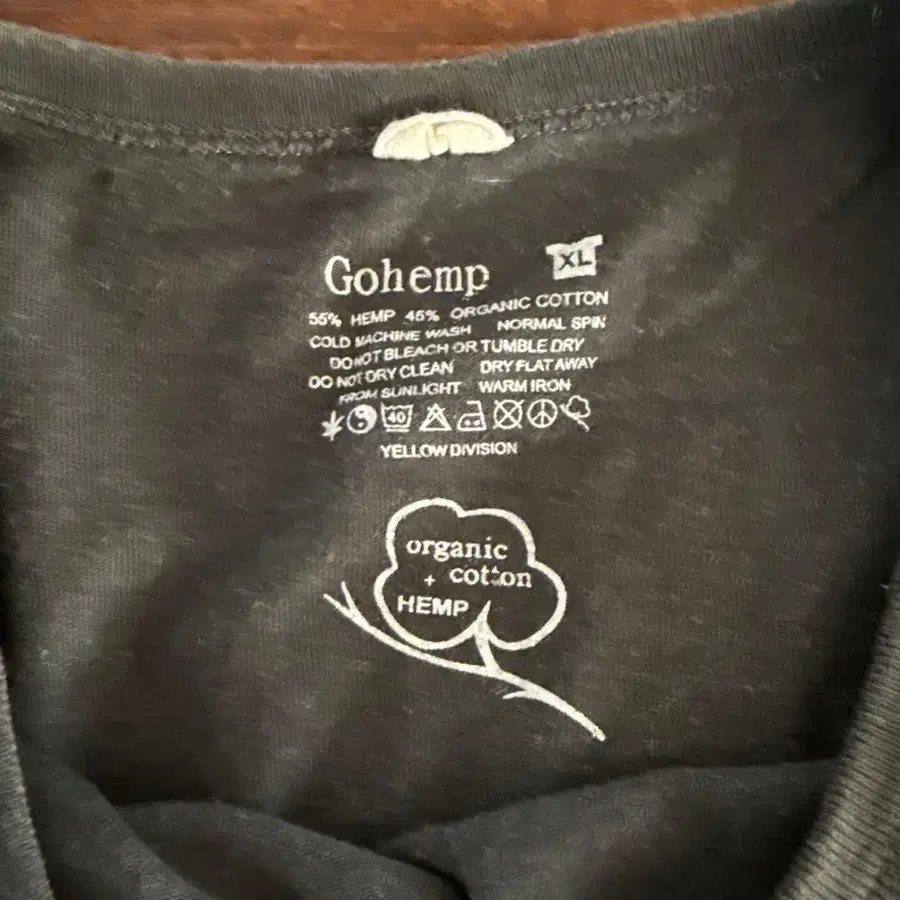 Gohemp XL
55% HEMP 45% ORGANIC COTTON
COLD MACHINE WASH NORMAL SPIN
DO NOT BLEACH OR TUMBLE DRY
DO NOT DRY CLEAN DRY FLAT AWAY
FROM SUNLIGHT WARM IRON
40
YELLOW DIVISION
organic
+ cotton
HEMP